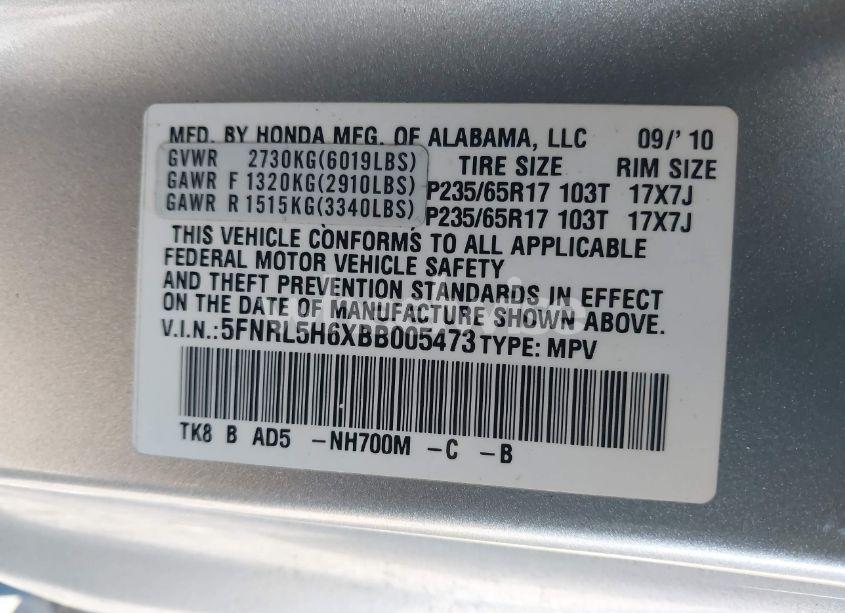 MFD. BY HONDA MFG. OF ALABAMA, LLC 09/' 10
GVWR 2730KG(6019LBS) TIRE SIZE RIM SIZE
GAWR F 1320KG(2910LBS) P235/65R17 103T 17X7J
GAWR R 1515KG(3340LBS) P235/65R17 103T 17X7J
THIS VEHICLE CONFORMS TO ALL APPLICABLE
FEDERAL MOTOR VEHICLE SAFETY
AND THEFT PREVENTION STANDARDS IN EFFECT
ON THE DATE OF MANUFACTURE SHOWN ABOVE.
V.I.N.: 5FNRL5H6XBB005473 TYPE: MPV
TK8 B AD5 -NH700M -C -B